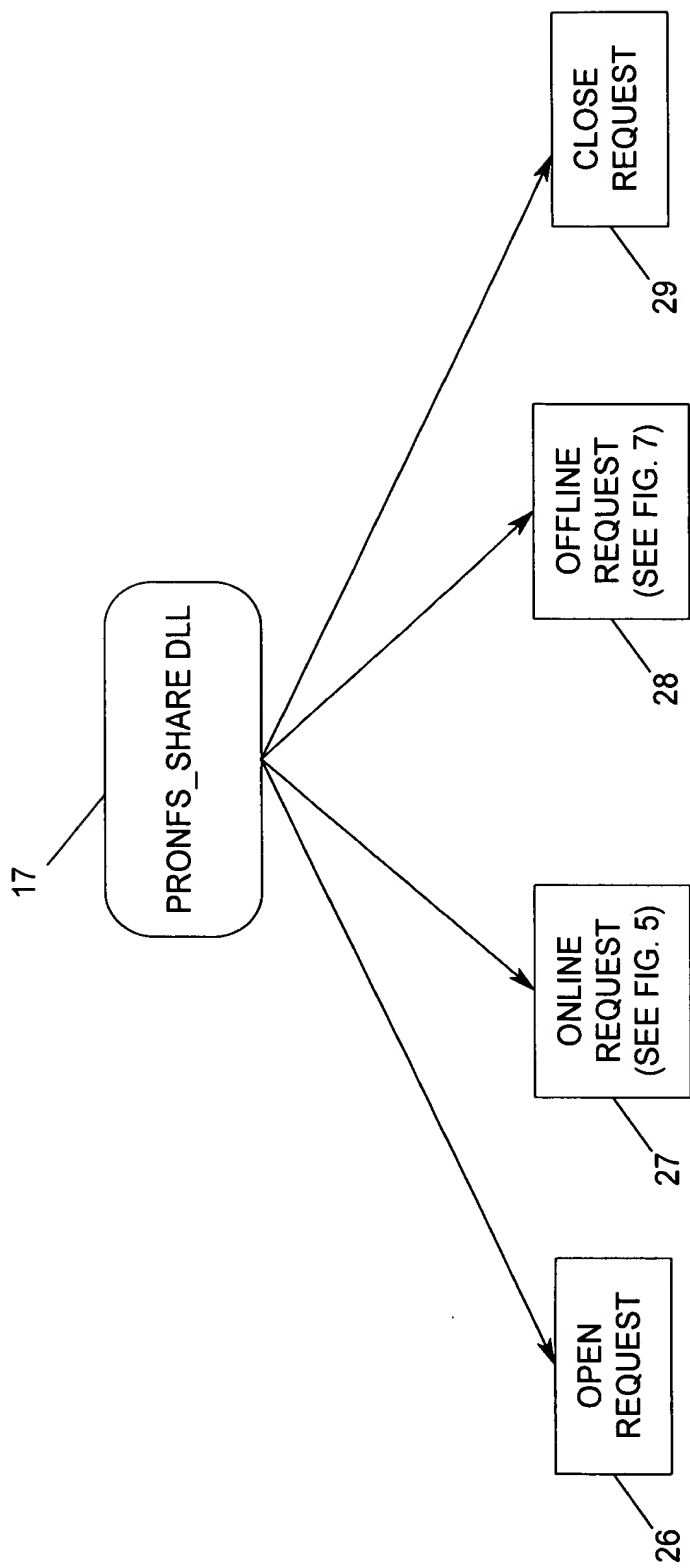 17
PRONFS_SHARE DLL
OPEN
REQUEST
26
ONLINE
REQUEST
(SEE FIG. 5)
27
OFFLINE
REQUEST
(SEE FIG. 7)
28
CLOSE
REQUEST
29